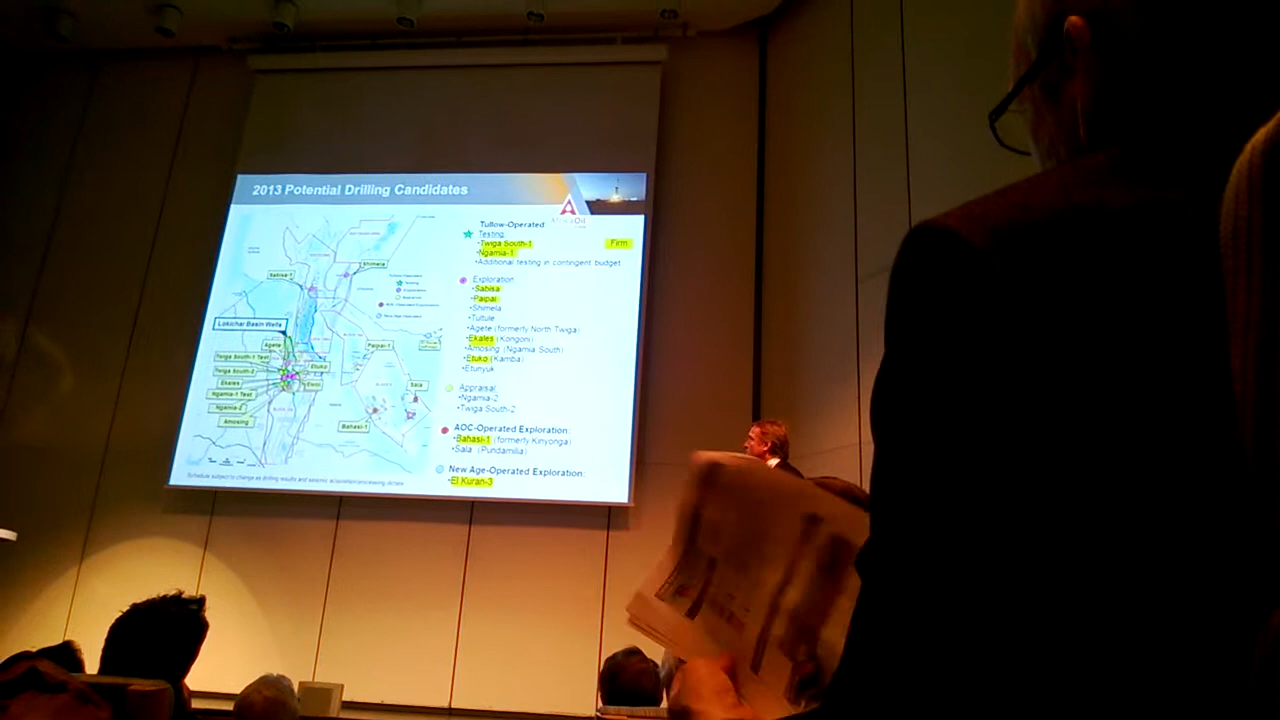 2013 Potential Drilling Candidates
Africa Oil
Tullow-Operated:
Testing
•Twiga South-1
Firm
•Ngamia-1
•Additional testing in contingent budget
Exploration
•Sabisa
•Paipai
•Shimela
•Tultule
•Agete (formerly North Twiga)
•Ekales (Kongoni)
•Amosing (Ngamia South)
•Etuko (Kamba)
•Etunyuk
Appraisal
•Ngamia-2
•Twiga South-2
AOC-Operated Exploration:
•Bahasi-1 (formerly Kinyonga)
•Sala (Pundamilia)
New Age-Operated Exploration:
•El Kuran-3
Sabisa-1
Shimela
Lokichar Basin Wells
Agete
Twiga South-1 Test
Twiga South-2
Ekales
Ngamia-1 Test
Ngamia-2
Amosing
Etuko
Paipai-1
Sala
Bahasi-1
Schedule subject to change as drilling results and seismic